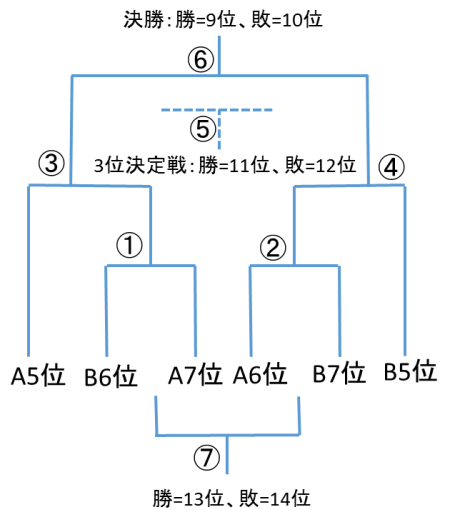 決勝：勝=9位、敗=10位
⑥
⑤
③
3位決定戦：勝=11位、敗=12位
④
①
②
A5位 B6位 A7位 A6位 B7位 B5位
⑦
勝=13位、敗=14位